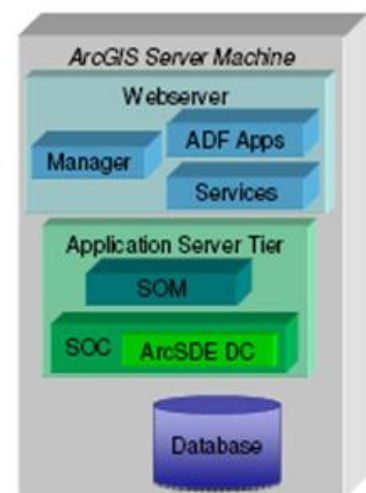 ArcGIS Server Machine
Webserver
ADF Apps
Manager
Services
Application Server Tier
SOM
SOC
ArcSDE DC
Database